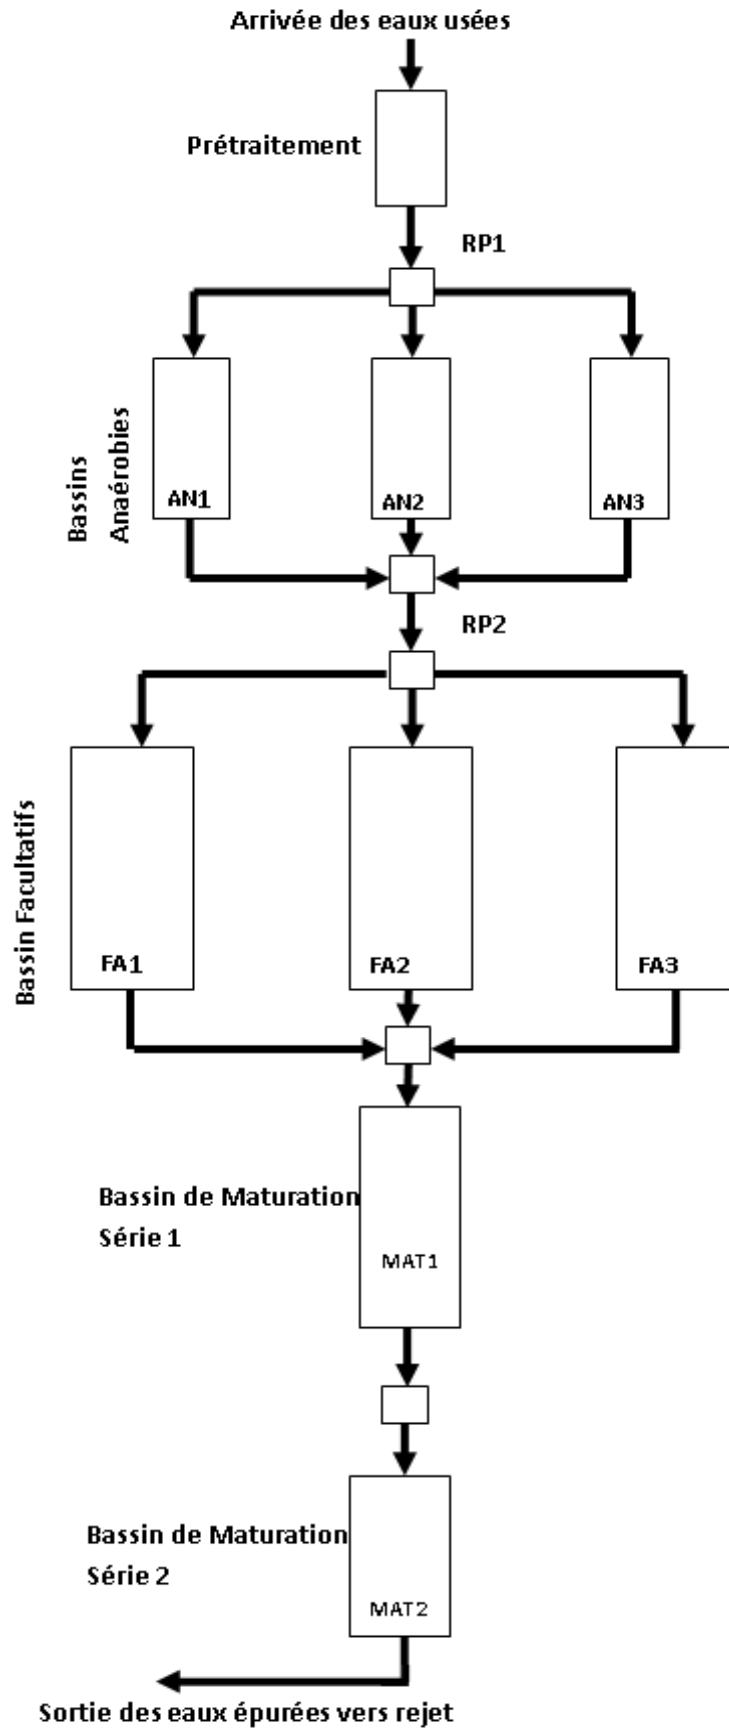 Arrivée des eaux usées
Prétraitement
RP1
Bassins
Anaérobies
AN1
AN2
AN3
RP2
Bassin Facultatifs
FA1
FA2
FA3
Bassin de Maturation
Série 1
MAT1
Bassin de Maturation
Série 2
MAT2
Sortie des eaux épurées vers rejet